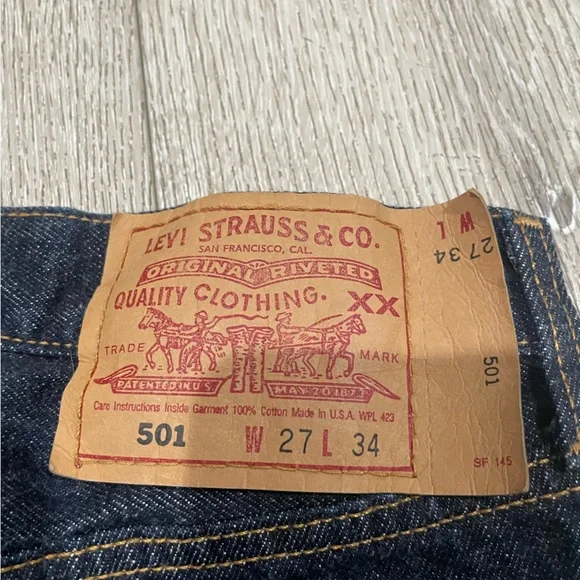 LEVI STRAUSS & CO.
SAN FRANCISCO, CAL.
ORIGINAL RIVETED
QUALITY CLOTHING. XX
TRADE MARK
PATENTED IN U S MAY 20 1873
Care Instructions Inside Garment 100% Cotton Made in U.S.A. WPL 423
501 W 27 L 34
W L
27 34
501
SF 145